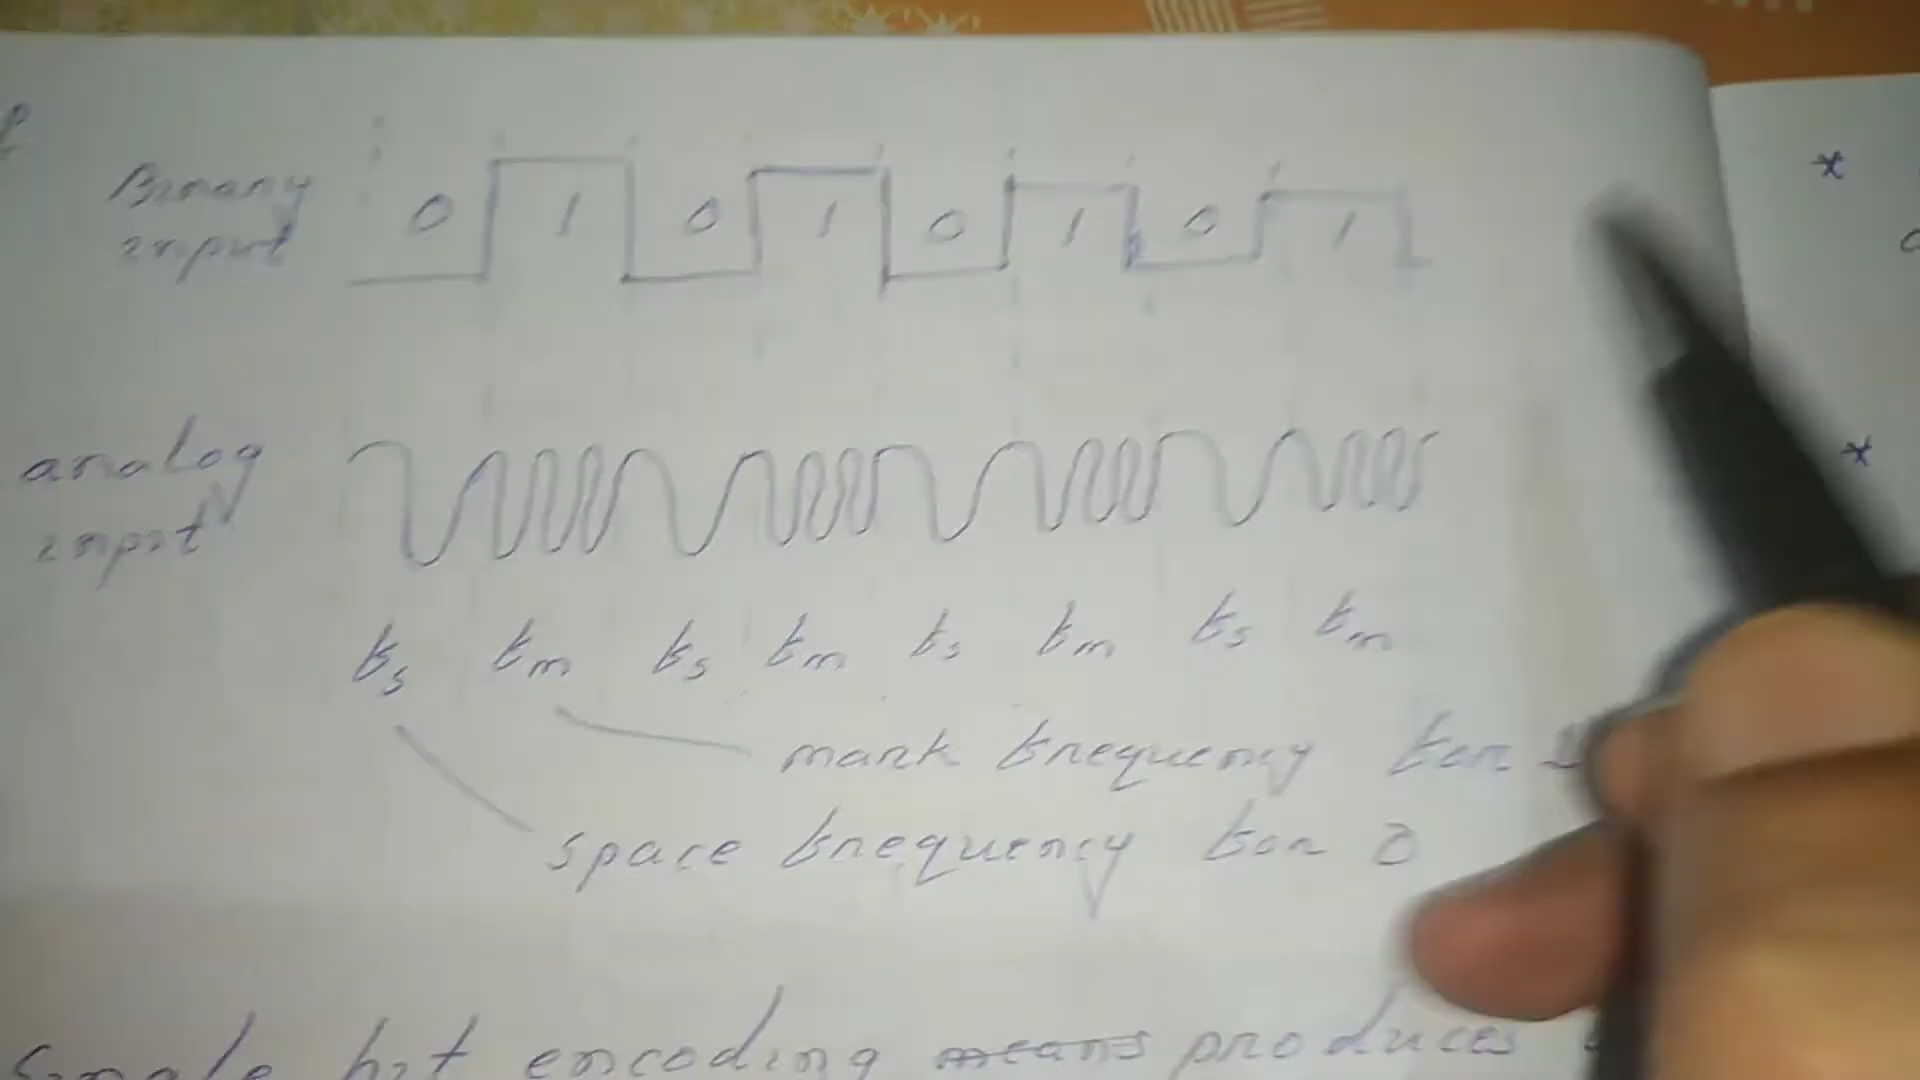 Binary
input
0 1 0 1 0 1 0 1
analog
input
fs fm fs fm fs fm fs fm
mark frequency for
space frequency for 0
single bit encoding means produces
*
*